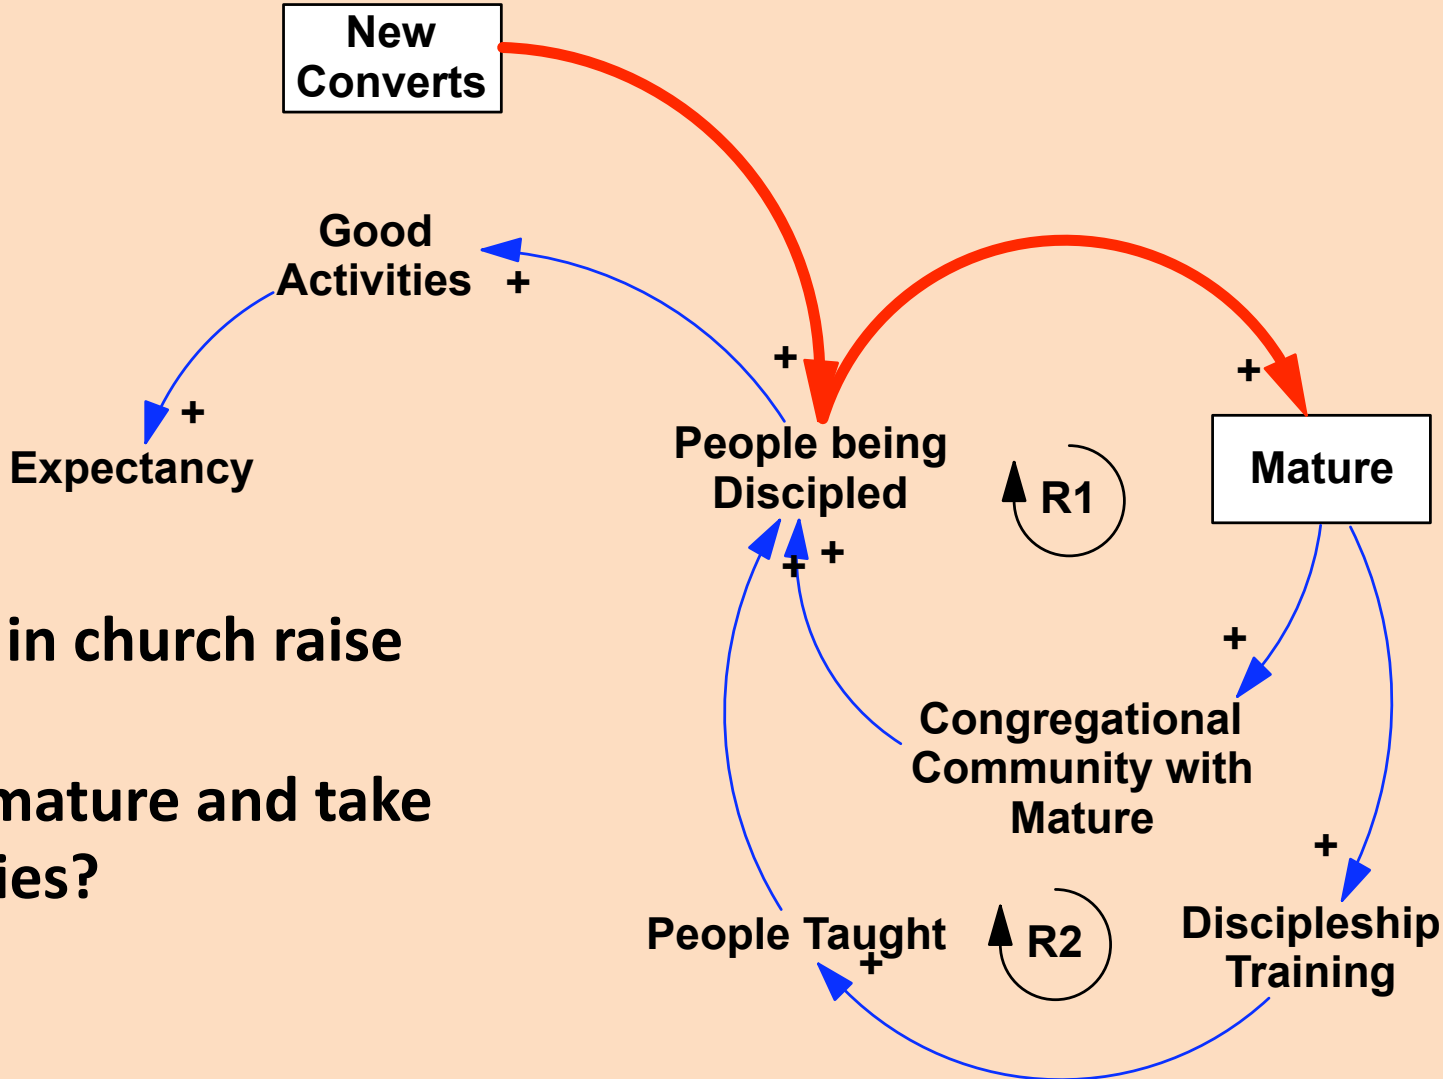 New
Converts
Good
Activities
+
+
+
+
Expectancy
People being
Discipled
R1
Mature
+
+
in church raise
+
mature and take
ies?
Congregational
Community with
Mature
+
People Taught
+
R2
Discipleship
Training